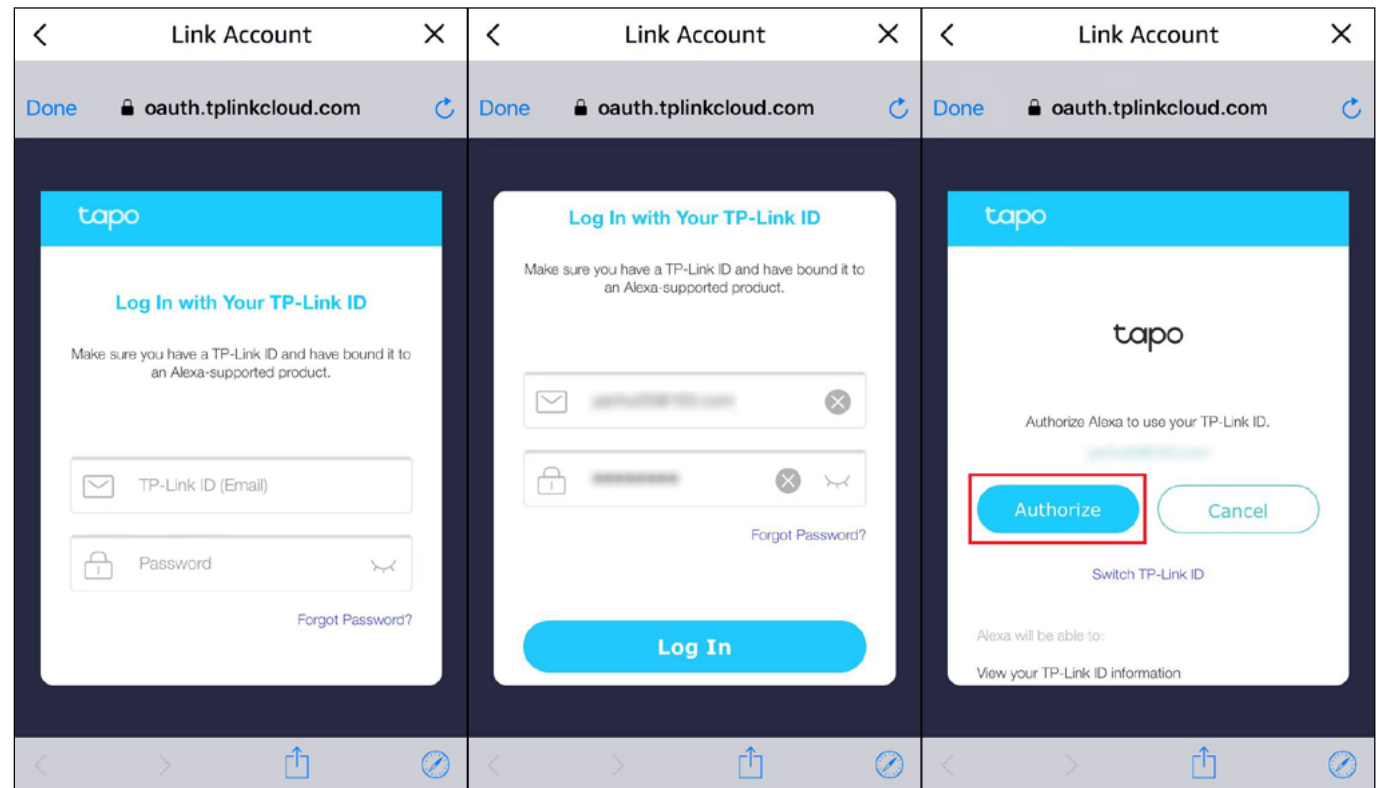 Link Account
Done oauth.tplinkcloud.com
tapo
Log In with Your TP-Link ID
Make sure you have a TP-Link ID and have bound it to
an Alexa-supported product.
TP-Link ID (Email)
Password
Forgot Password?
Link Account
Done oauth.tplinkcloud.com
Log In with Your TP-Link ID
Make sure you have a TP-Link ID and have bound it to
an Alexa-supported product.
Forgot Password?
Log In
Link Account
Done oauth.tplinkcloud.com
tapo
tapo
Authorize Alexa to use your TP-Link ID.
Authorize Cancel
Switch TP-Link ID
Alexa will be able to:
View your TP-Link ID information